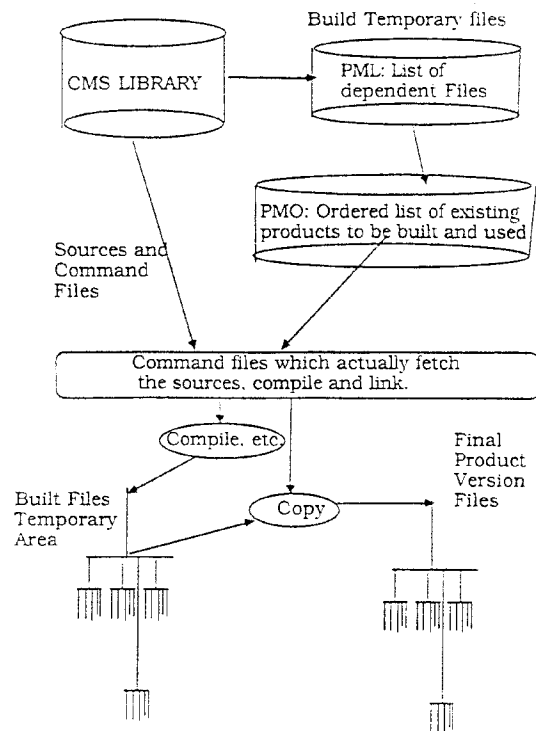 Build Temporary files
CMS LIBRARY
PML: List of
dependent Files
PMO: Ordered list of existing
products to be built and used
Sources and
Command
Files
Command files which actually fetch
the sources, compile and link.
Compile, etc
Final
Product
Version
Files
Built Files
Temporary
Area
Copy